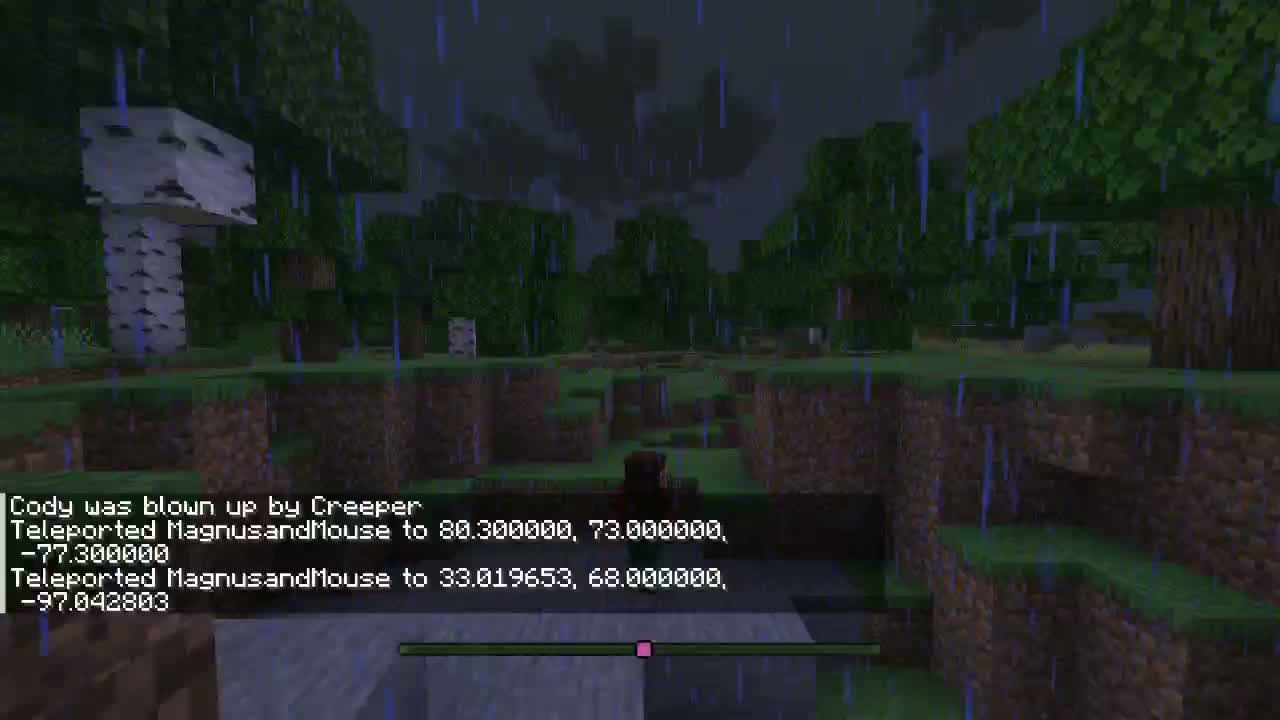 Cody was blown up by Creeper
Teleported MagnusandMouse to 80.300000, 73.000000,
-77.300000
Teleported MagnusandMouse to 33.019653, 68.000000,
-97.042803